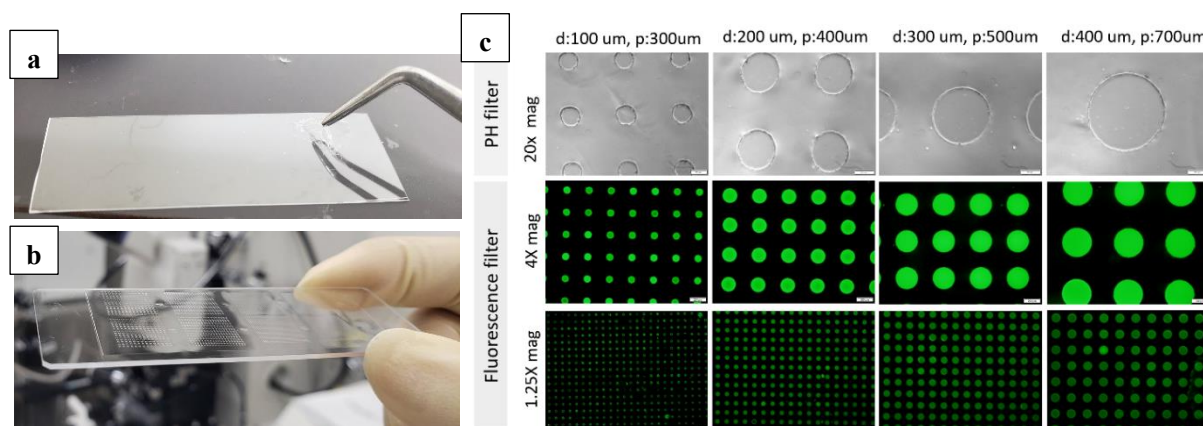 a
b
c
d:100 um, p:300um
d:200 um, p:400um
d:300 um, p:500um
d:400 um, p:700um
PH filter
20x mag
Fluorescence filter
4X mag
1.25X mag